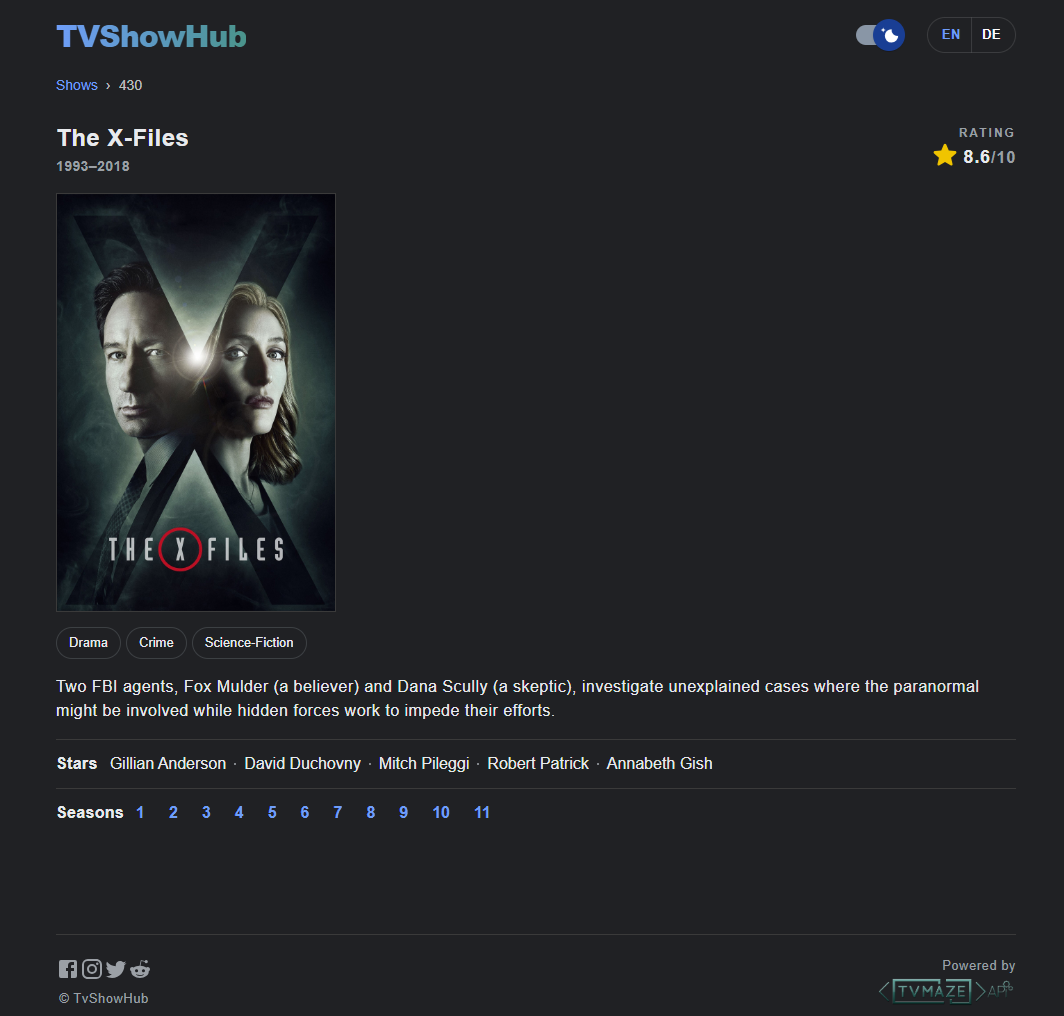 TVShowHub
EN DE
Shows › 430
The X-Files
1993–2018
RATING
8.6/10
THE X FILES
Drama Crime Science-Fiction
Two FBI agents, Fox Mulder (a believer) and Dana Scully (a skeptic), investigate unexplained cases where the paranormal
might be involved while hidden forces work to impede their efforts.
Stars Gillian Anderson · David Duchovny · Mitch Pileggi · Robert Patrick · Annabeth Gish
Seasons 1 2 3 4 5 6 7 8 9 10 11
Powered by
TVMAZE API
© TvShowHub